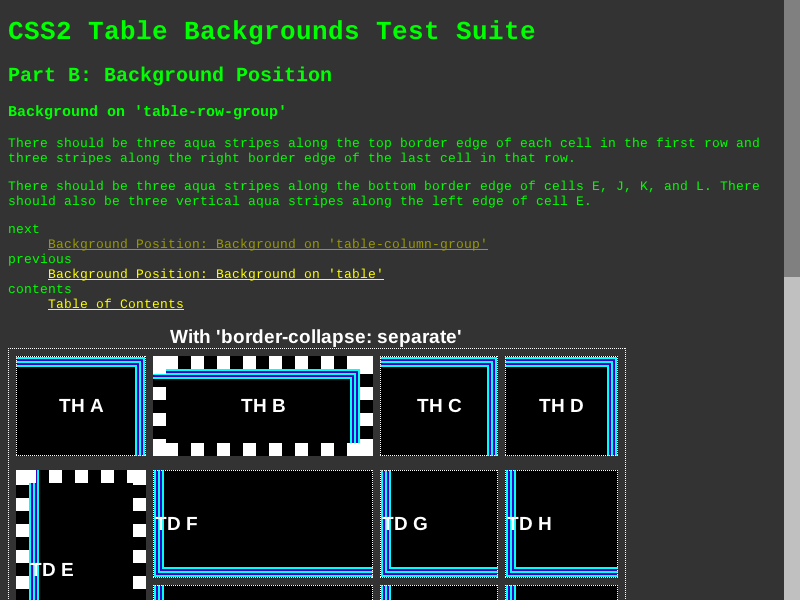 CSS2 Table Backgrounds Test Suite
Part B: Background Position
Background on 'table-row-group'
There should be three aqua stripes along the top border edge of each cell in the first row and
three stripes along the right border edge of the last cell in that row.
There should be three aqua stripes along the bottom border edge of cells E, J, K, and L. There
should also be three vertical aqua stripes along the left edge of cell E.
next
Background Position: Background on 'table-column-group'
previous
Background Position: Background on 'table'
contents
Table of Contents
With 'border-collapse: separate'
TH A TH B TH C TH D
TD F TD G TD H
TD E